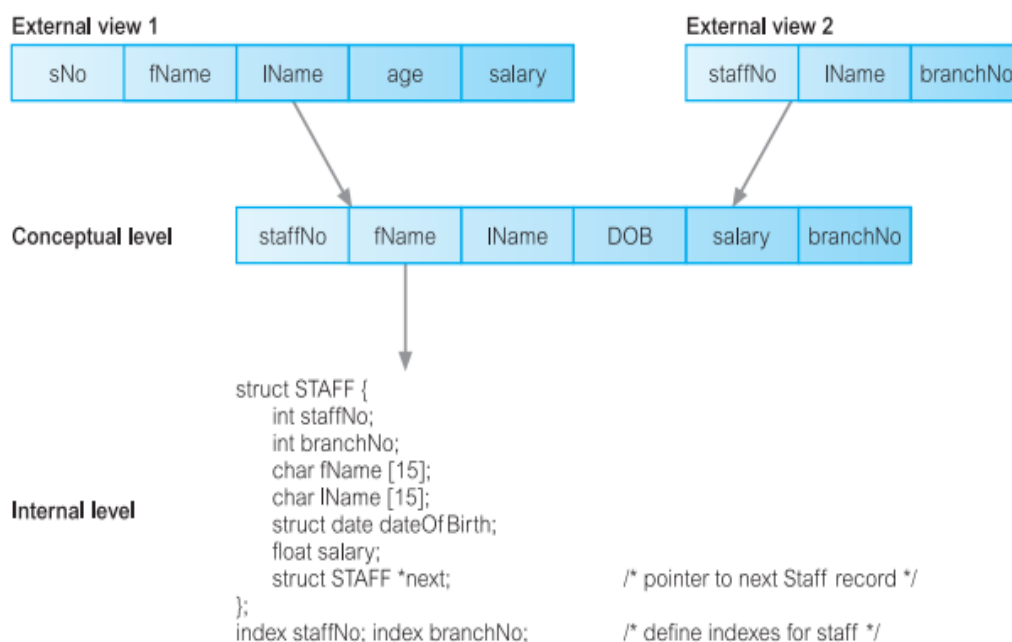 External view 1
External view 2
sNo fName lName age salary
staffNo lName branchNo
Conceptual level
staffNo fName lName DOB salary branchNo
struct STAFF {
int staffNo;
int branchNo;
char fName [15];
char lName [15];
Internal level
struct date dateOfBirth;
float salary;
struct STAFF *next; /* pointer to next Staff record */
};
index staffNo; index branchNo; /* define indexes for staff */